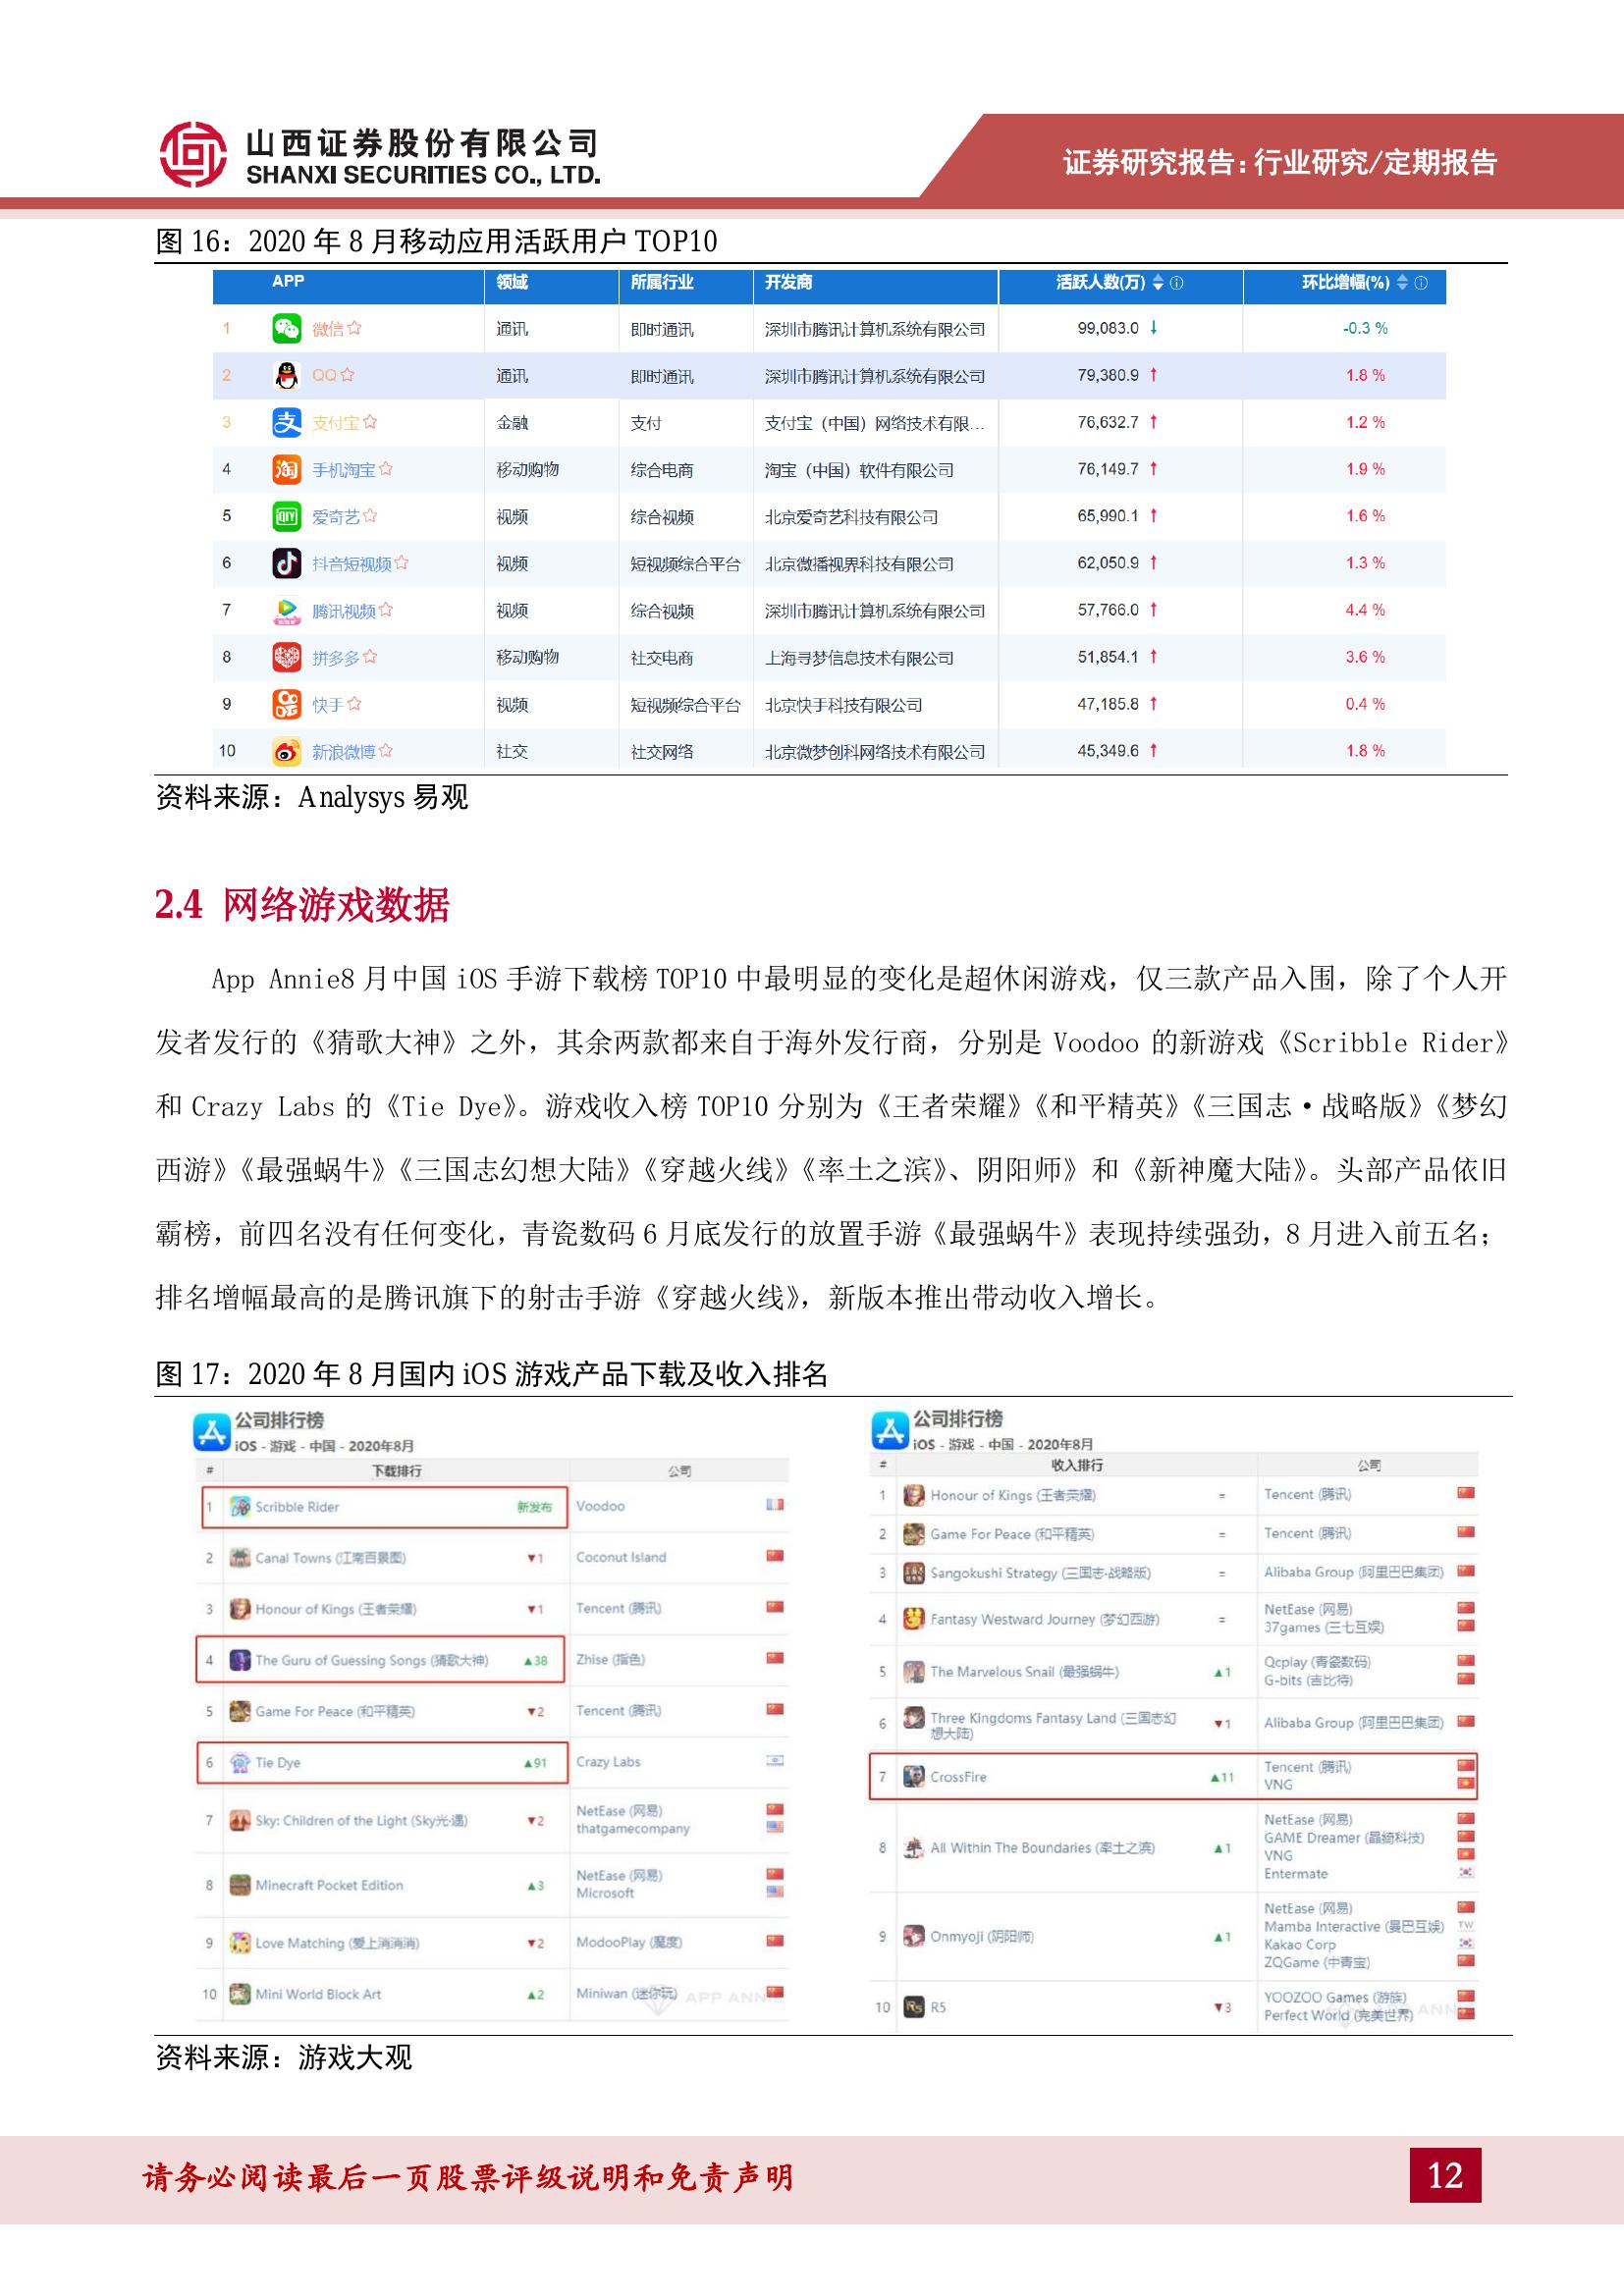 山西证券股份有限公司
SHANXI SECURITIES CO., LTD.
证券研究报告：行业研究/定期报告
图 16：2020 年 8 月移动应用活跃用户 TOP10
APP 领域 所属行业 开发商 活跃人数(万) 环比增幅(%)
1 微信 通讯 即时通讯 深圳市腾讯计算机系统有限公司 99,083.0 ↓ -0.3 %
2 QQ 通讯 即时通讯 深圳市腾讯计算机系统有限公司 79,380.9 ↑ 1.8 %
3 支付宝 金融 支付 支付宝（中国）网络技术有限… 76,632.7 ↑ 1.2 %
4 手机淘宝 移动购物 综合电商 淘宝（中国）软件有限公司 76,149.7 ↑ 1.9 %
5 爱奇艺 视频 综合视频 北京爱奇艺科技有限公司 65,990.1 ↑ 1.6 %
6 抖音短视频 视频 短视频综合平台 北京微播视界科技有限公司 62,050.9 ↑ 1.3 %
7 腾讯视频 视频 综合视频 深圳市腾讯计算机系统有限公司 57,766.0 ↑ 4.4 %
8 拼多多 移动购物 社交电商 上海寻梦信息技术有限公司 51,854.1 ↑ 3.6 %
9 快手 视频 短视频综合平台 北京快手科技有限公司 47,185.8 ↑ 0.4 %
10 新浪微博 社交 社交网络 北京微梦创科网络技术有限公司 45,349.6 ↑ 1.8 %
资料来源：Analysys 易观
2.4 网络游戏数据
App Annie8 月中国 iOS 手游下载榜 TOP10 中最明显的变化是超休闲游戏，仅三款产品入围，除了个人开
发者发行的《猜歌大神》之外，其余两款都来自于海外发行商，分别是 Voodoo 的新游戏《Scribble Rider》
和 Crazy Labs 的《Tie Dye》。游戏收入榜 TOP10 分别为《王者荣耀》《和平精英》《三国志·战略版》《梦幻
西游》《最强蜗牛》《三国志幻想大陆》《穿越火线》《率土之滨》、阴阳师》和《新神魔大陆》。头部产品依旧
霸榜，前四名没有任何变化，青瓷数码 6 月底发行的放置手游《最强蜗牛》表现持续强劲，8 月进入前五名；
排名增幅最高的是腾讯旗下的射击手游《穿越火线》，新版本推出带动收入增长。
图 17：2020 年 8 月国内 iOS 游戏产品下载及收入排名
公司排行榜
iOS - 游戏 - 中国 - 2020年8月
# 下载排行 公司
1 Scribble Rider 新发布 Voodoo
2 Canal Towns (江南百景图) ▼1 Coconut Island
3 Honour of Kings (王者荣耀) ▼1 Tencent (腾讯)
4 The Guru of Guessing Songs (猜歌大神) ▲38 Zhise (指色)
5 Game For Peace (和平精英) ▼2 Tencent (腾讯)
6 Tie Dye ▲91 Crazy Labs
7 Sky: Children of the Light (Sky光·遇) ▼2 NetEase (网易)
thatgamecompany
8 Minecraft Pocket Edition ▲3 NetEase (网易)
Microsoft
9 Love Matching (爱上消消消) ▼2 ModooPlay (魔度)
10 Mini World Block Art ▲2 Miniwan (迷你玩)
APP ANNIE
公司排行榜
iOS - 游戏 - 中国 - 2020年8月
# 收入排行 公司
1 Honour of Kings (王者荣耀) = Tencent (腾讯)
2 Game For Peace (和平精英) = Tencent (腾讯)
3 Sangokushi Strategy (三国志·战略版) = Alibaba Group (阿里巴巴集团)
4 Fantasy Westward Journey (梦幻西游) = NetEase (网易)
37games (三七互娱)
5 The Marvelous Snail (最强蜗牛) ▲1 Qcplay (青瓷数码)
G-bits (吉比特)
6 Three Kingdoms Fantasy Land (三国志幻
想大陆) ▼1 Alibaba Group (阿里巴巴集团)
7 CrossFire ▲11 Tencent (腾讯)
VNG
8 All Within The Boundaries (率土之滨) ▲1 NetEase (网易)
GAME Dreamer (晶绮科技)
VNG
Entermate
9 Onmyoji (阴阳师) ▲1 NetEase (网易)
Mamba Interactive (曼巴互娱) TW
Kakao Corp
ZQGame (中青宝)
10 R5 ▼3 YOOZOO Games (游族)
Perfect World (完美世界)
资料来源：游戏大观
请务必阅读最后一页股票评级说明和免责声明
12